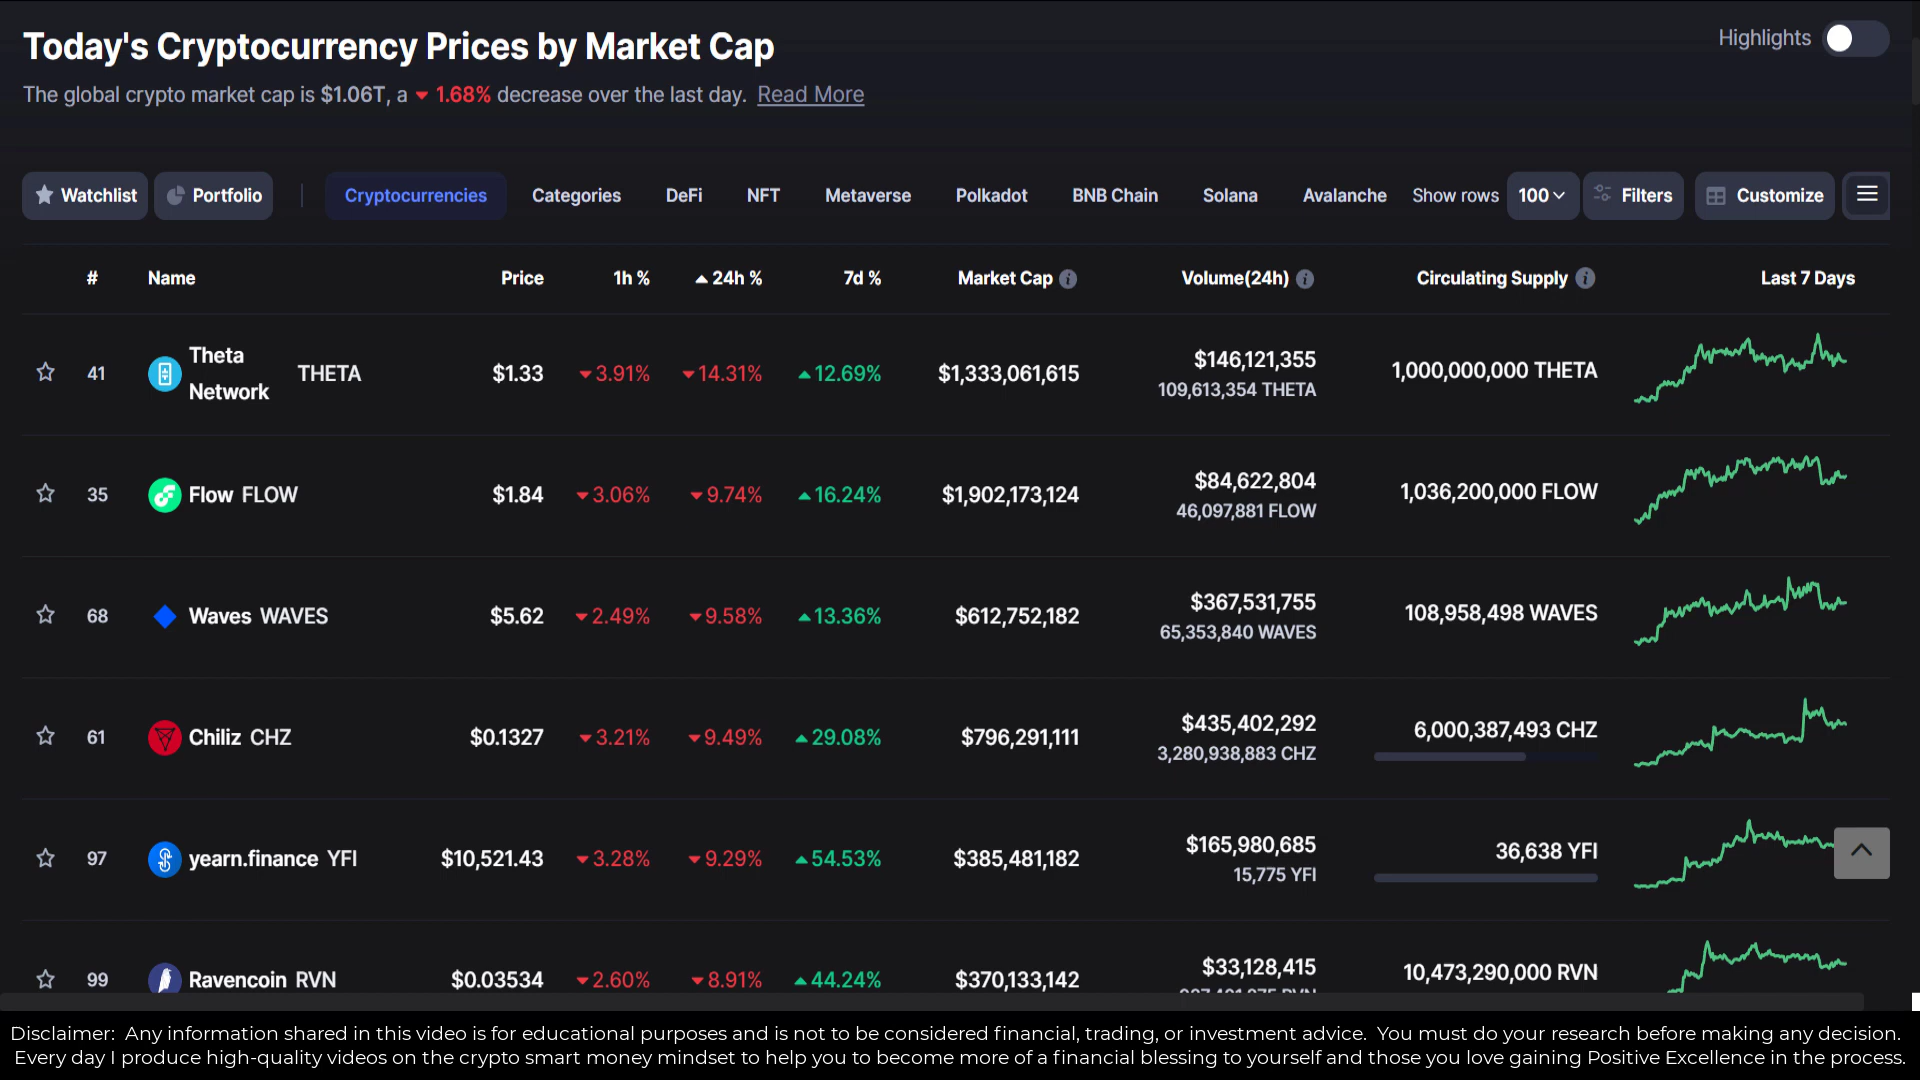 Today's Cryptocurrency Prices by Market Cap
Highlights
The global crypto market cap is $1.06T, a 1.68% decrease over the last day. Read More
Watchlist Portfolio Cryptocurrencies Categories DeFi NFT Metaverse Polkadot BNB Chain Solana Avalanche Show rows 100 Filters Customize
# Name Price 1h % 24h % 7d % Market Cap Volume(24h) Circulating Supply Last 7 Days
41 Theta Network THETA $1.33 3.91% 14.31% 12.69% $1,333,061,615 $146,121,355 1,000,000,000 THETA
109,613,354 THETA
35 Flow FLOW $1.84 3.06% 9.74% 16.24% $1,902,173,124 $84,622,804 1,036,200,000 FLOW
46,097,881 FLOW
68 Waves WAVES $5.62 2.49% 9.58% 13.36% $612,752,182 $367,531,755 108,958,498 WAVES
65,353,840 WAVES
61 Chiliz CHZ $0.1327 3.21% 9.49% 29.08% $796,291,111 $435,402,292 6,000,387,493 CHZ
3,280,938,883 CHZ
97 yearn.finance YFI $10,521.43 3.28% 9.29% 54.53% $385,481,182 $165,980,685 36,638 YFI
15,775 YFI
99 Ravencoin RVN $0.03534 2.60% 8.91% 44.24% $370,133,142 $33,128,415 10,473,290,000 RVN
Disclaimer: Any information shared in this video is for educational purposes and is not to be considered financial, trading, or investment advice. You must do your research before making any decision.
Every day I produce high-quality videos on the crypto smart money mindset to help you to become more of a financial blessing to yourself and those you love gaining Positive Excellence in the process.